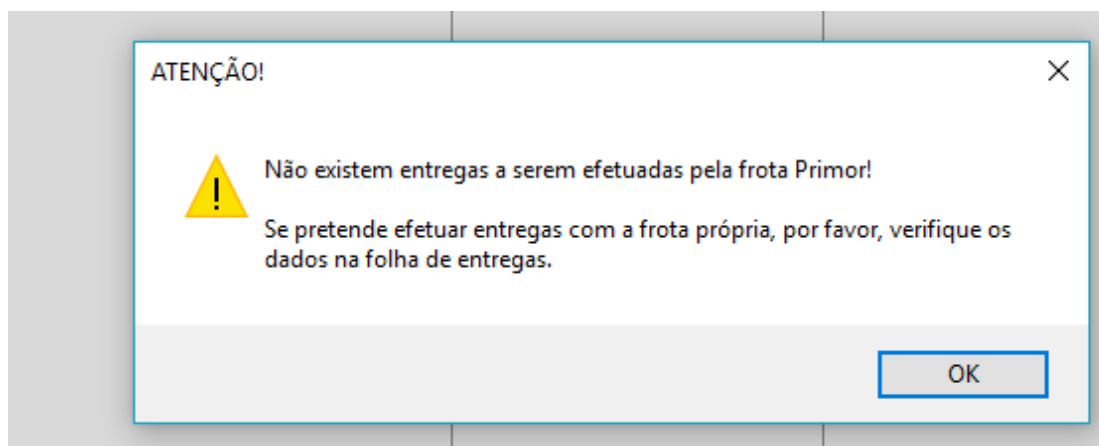 ATENÇÃO!
Não existem entregas a serem efetuadas pela frota Primor!
Se pretende efetuar entregas com a frota própria, por favor, verifique os
dados na folha de entregas.
OK